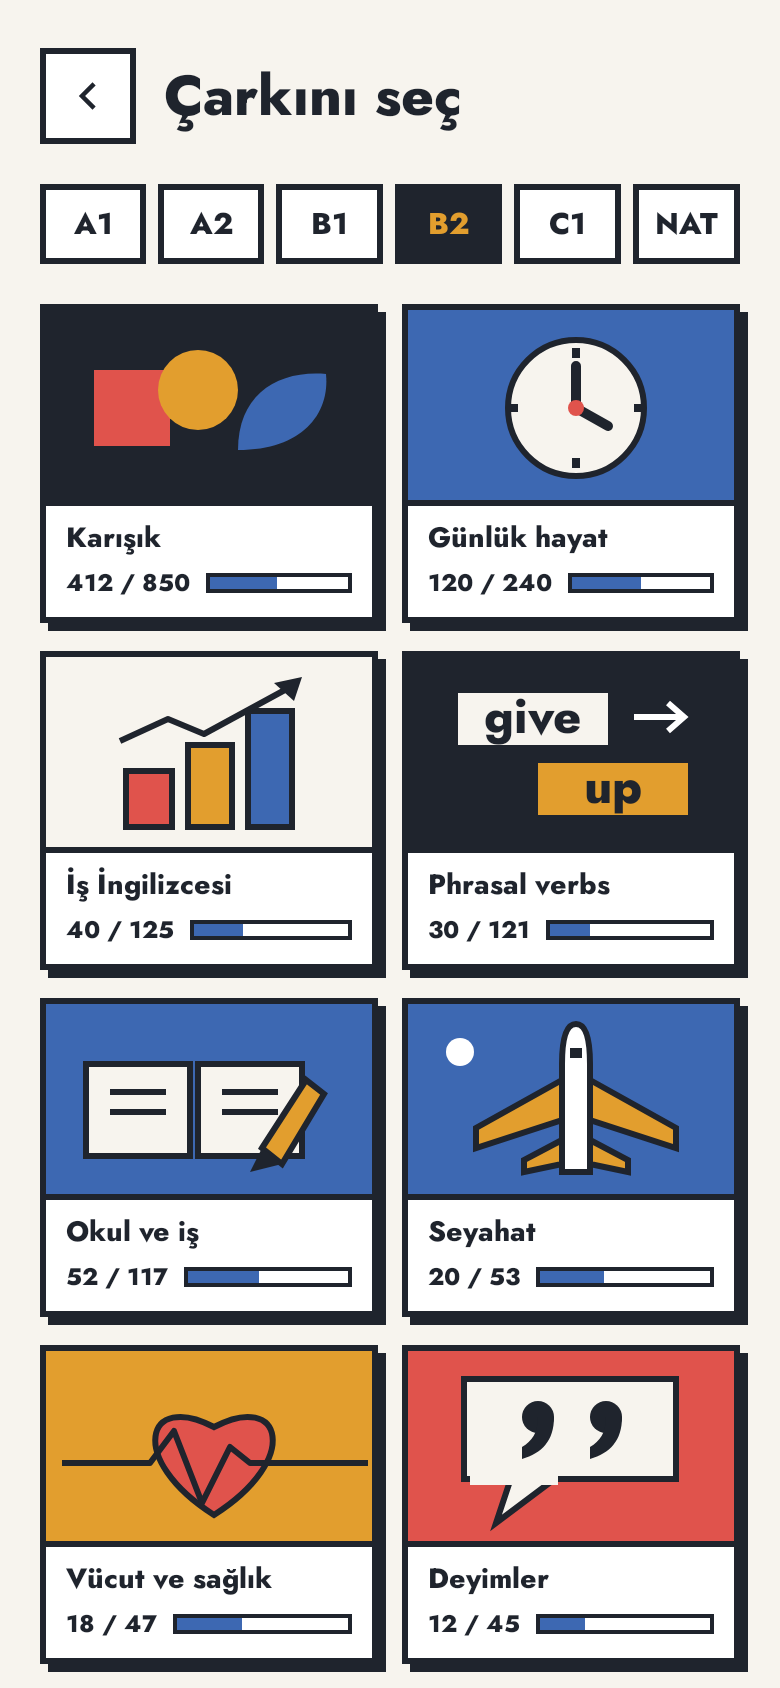 Çarkını seç
A1 A2 B1 B2 C1 NAT
Karışık
412 / 850
Günlük hayat
120 / 240
İş İngilizcesi
40 / 125
give
up
Phrasal verbs
30 / 121
Okul ve iş
52 / 117
Seyahat
20 / 53
Vücut ve sağlık
18 / 47
Deyimler
12 / 45